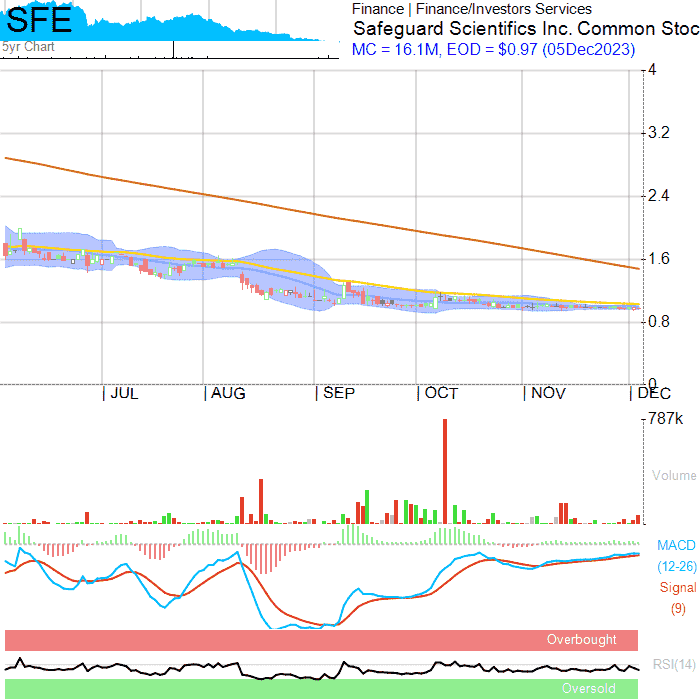 SFE
5yr Chart
Finance | Finance/Investors Services
Safeguard Scientifics Inc. Common Stoc
MC = 16.1M, EOD = $0.97 (05Dec2023)
4
3.2
2.4
1.6
0.8
0
| JUL | AUG | SEP | OCT | NOV | DEC
787k
Volume
MACD
(12-26)
Signal
(9)
Overbought
RSI(14)
Oversold